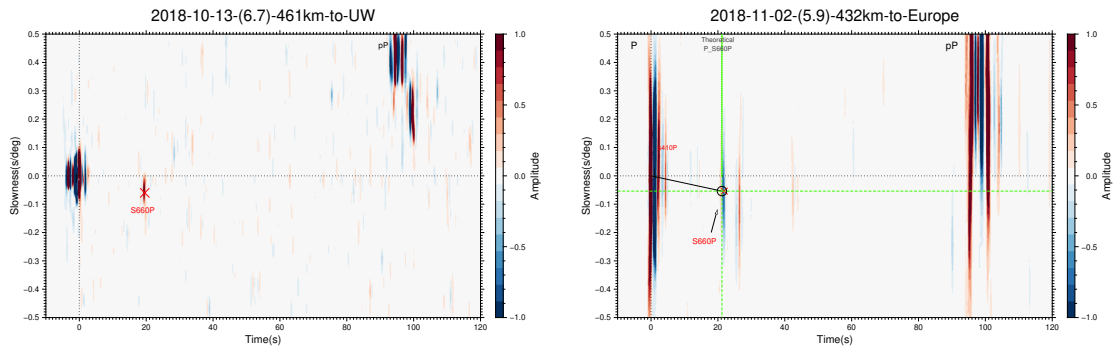 2018-10-13-(6.7)-461km-to-UW
0.5
0.4
0.3
0.2
0.1
0.0
−0.1
−0.2
−0.3
−0.4
−0.5
Slowness(s/deg)
pP
S660P
0
20
40
60
80
100
120
Time(s)
1.0
0.5
0.0
−0.5
−1.0
Amplitude
2018-11-02-(5.9)-432km-to-Europe
0.5
0.4
0.3
0.2
0.1
0.0
−0.1
−0.2
−0.3
−0.4
−0.5
Slowness(s/deg)
P
Theoretical
P_S660P
pP
S410P
S660P
0
20
40
60
80
100
120
Time(s)
1.0
0.5
0.0
−0.5
−1.0
Amplitude